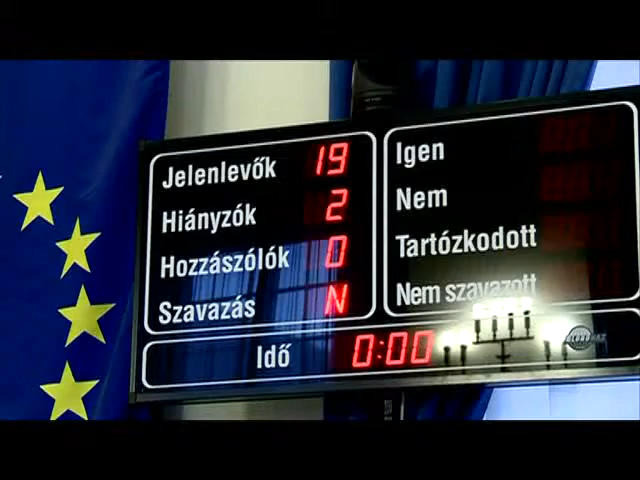 Jelenlevők 19
Hiányzók 2
Hozzászólók 0
Szavazás N
Igen
Nem
Tartózkodott
Nem szavazott
Idő 0:00